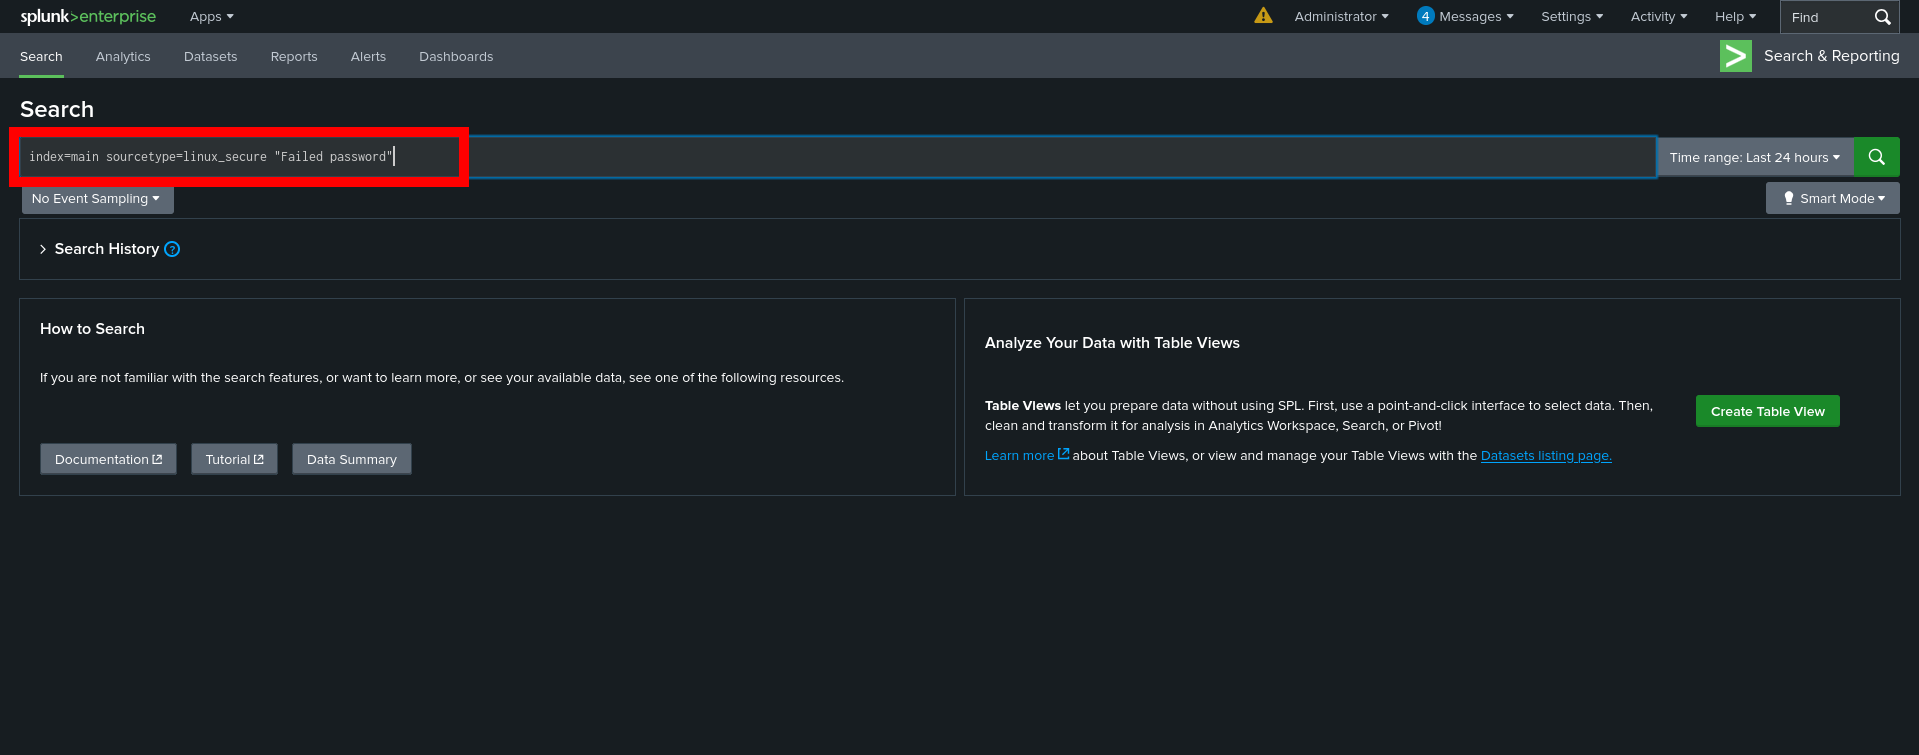 splunk>enterprise Apps Administrator 4 Messages Settings Activity Help Find
Search Analytics Datasets Reports Alerts Dashboards > Search & Reporting
Search
index=main sourcetype=linux_secure "Failed password" Time range: Last 24 hours
No Event Sampling Smart Mode
> Search History ?
How to Search
If you are not familiar with the search features, or want to learn more, or see your available data, see one of the following resources.
Documentation Tutorial Data Summary
Analyze Your Data with Table Views
Table Views let you prepare data without using SPL. First, use a point-and-click interface to select data. Then,
clean and transform it for analysis in Analytics Workspace, Search, or Pivot!
Create Table View
Learn more about Table Views, or view and manage your Table Views with the Datasets listing page.